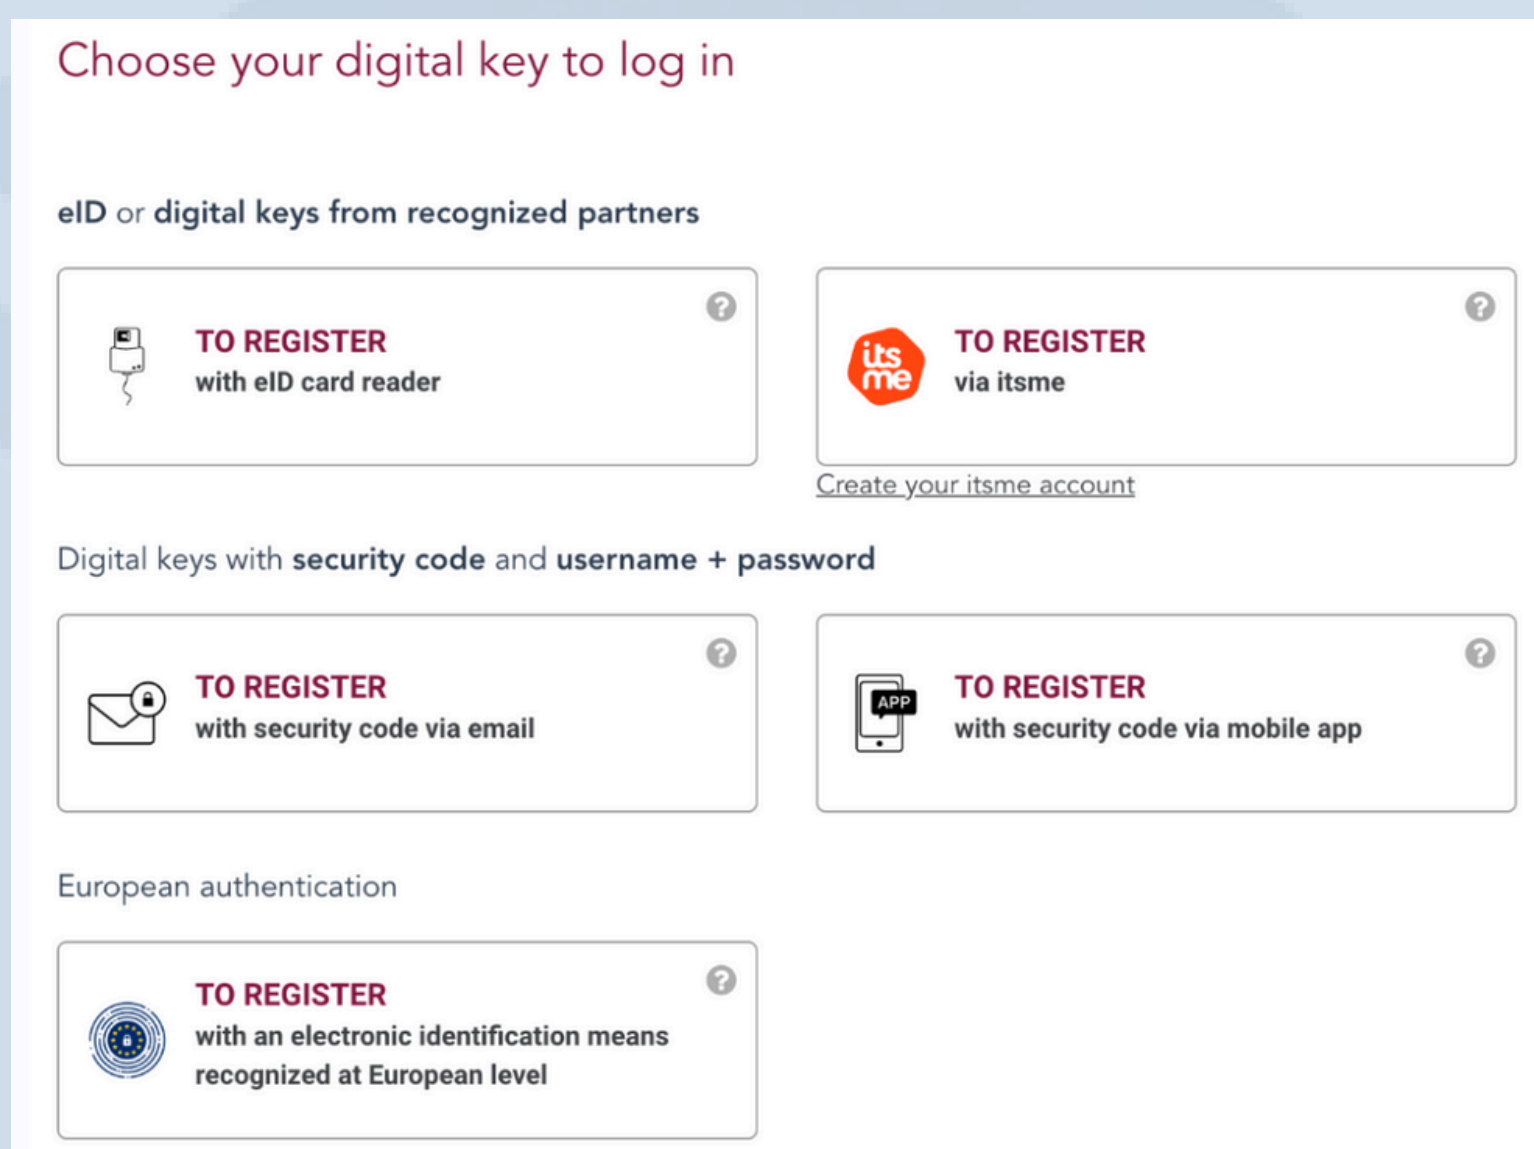 Choose your digital key to log in
eID or digital keys from recognized partners
TO REGISTER
with eID card reader
?
its
me
TO REGISTER
via itsme
?
Create your itsme account
Digital keys with security code and username + password
TO REGISTER
with security code via email
?
APP
TO REGISTER
with security code via mobile app
?
European authentication
TO REGISTER
with an electronic identification means
recognized at European level
?